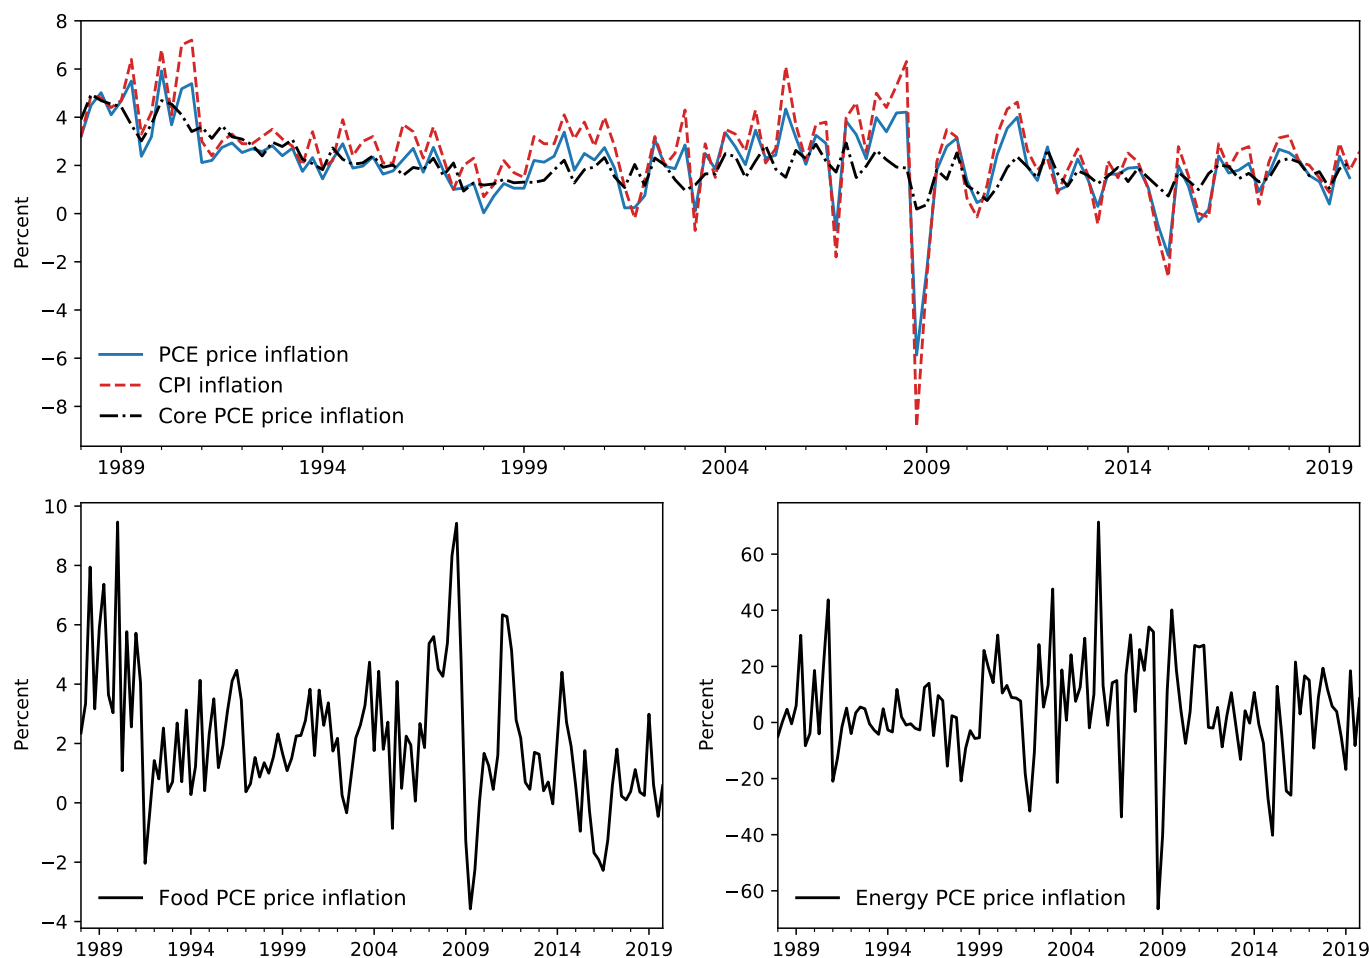 8
6
4
2
0
−2
−4
−6
−8
Percent
PCE price inflation
CPI inflation
Core PCE price inflation
1989 1994 1999 2004 2009 2014 2019
10
8
6
4
2
0
−2
−4
Percent
Food PCE price inflation
1989 1994 1999 2004 2009 2014 2019
60
40
20
0
−20
−40
−60
Percent
Energy PCE price inflation
1989 1994 1999 2004 2009 2014 2019